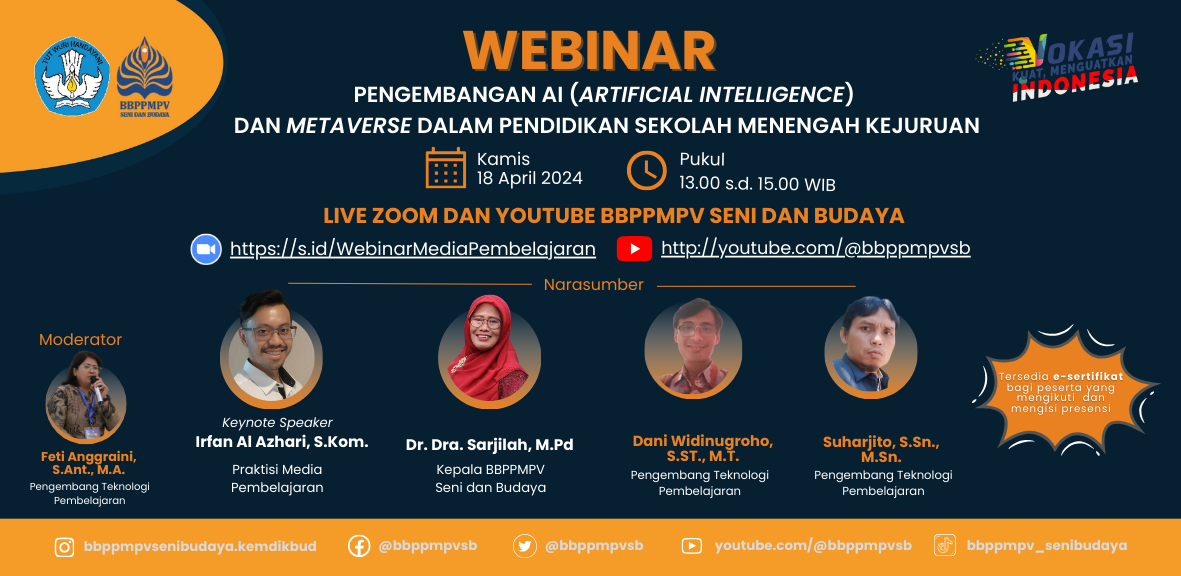 TUT WURI HANDAYANI
BBPPMPV
SENI DAN BUDAYA
WEBINAR
PENGEMBANGAN AI (ARTIFICIAL INTELLIGENCE)
DAN METAVERSE DALAM PENDIDIKAN SEKOLAH MENENGAH KEJURUAN
VOKASI
KUAT, MENGUATKAN
INDONESIA
Kamis
18 April 2024
Pukul
13.00 s.d. 15.00 WIB
LIVE ZOOM DAN YOUTUBE BBPPMPV SENI DAN BUDAYA
https://s.id/WebinarMediaPembelajaran
http://youtube.com/@bbppmpvsb
Narasumber
Moderator
Feti Anggraini,
S.Ant., M.A.
Pengembang Teknologi
Pembelajaran
Keynote Speaker
Irfan Al Azhari, S.Kom.
Praktisi Media
Pembelajaran
Dr. Dra. Sarjilah, M.Pd
Kepala BBPPMPV
Seni dan Budaya
Dani Widinugroho,
S.ST., M.T.
Pengembang Teknologi
Pembelajaran
Suharjito, S.Sn.,
M.Sn.
Pengembang Teknologi
Pembelajaran
Tersedia e-sertifikat
bagi peserta yang
mengikuti dan
mengisi presensi
bbppmpvsenibudaya.kemdikbud
@bbppmpvsb
@bbppmpvsb
youtube.com/@bbppmpvsb
bbppmpv_senibudaya